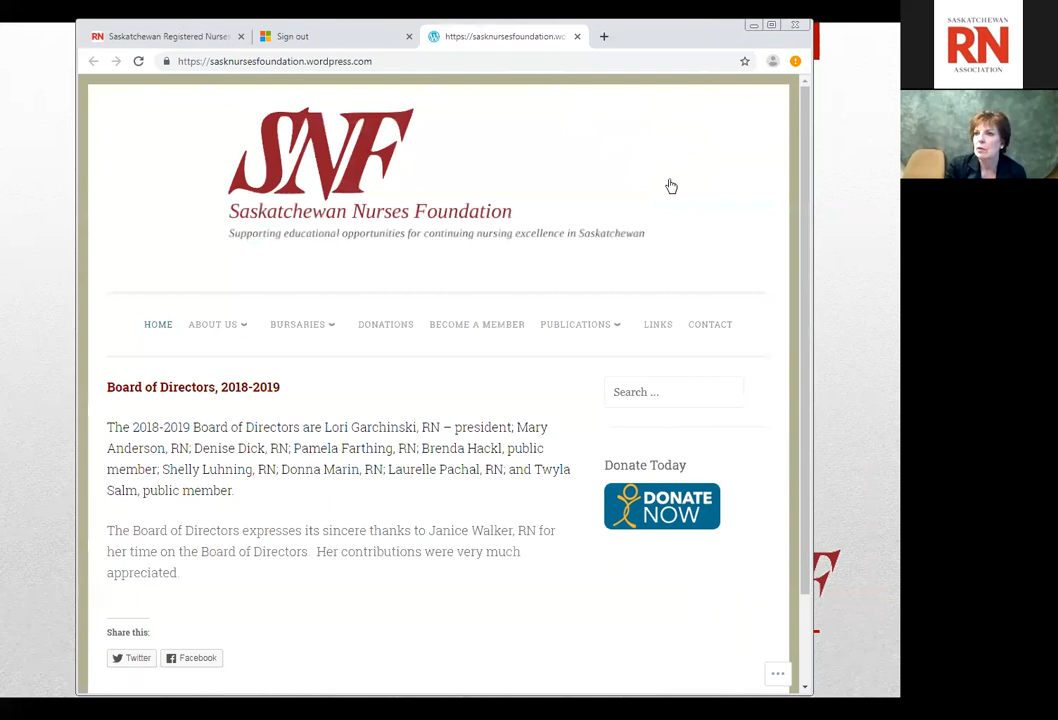 Saskatchewan Registered Nurses
Sign out
https://sasknursesfoundation.wo
https://sasknursesfoundation.wordpress.com
SNF
Saskatchewan Nurses Foundation
Supporting educational opportunities for continuing nursing excellence in Saskatchewan
HOME ABOUT US BURSARIES DONATIONS BECOME A MEMBER PUBLICATIONS LINKS CONTACT
Board of Directors, 2018-2019
The 2018-2019 Board of Directors are Lori Garchinski, RN – president; Mary
Anderson, RN; Denise Dick, RN; Pamela Farthing, RN; Brenda Hackl, public
member; Shelly Luhning, RN; Donna Marin, RN; Laurelle Pachal, RN; and Twyla
Salm, public member.
The Board of Directors expresses its sincere thanks to Janice Walker, RN for
her time on the Board of Directors.  Her contributions were very much
appreciated.
Share this:
Twitter Facebook
Search ...
Donate Today
DONATE
NOW
SASKATCHEWAN
RN
ASSOCIATION